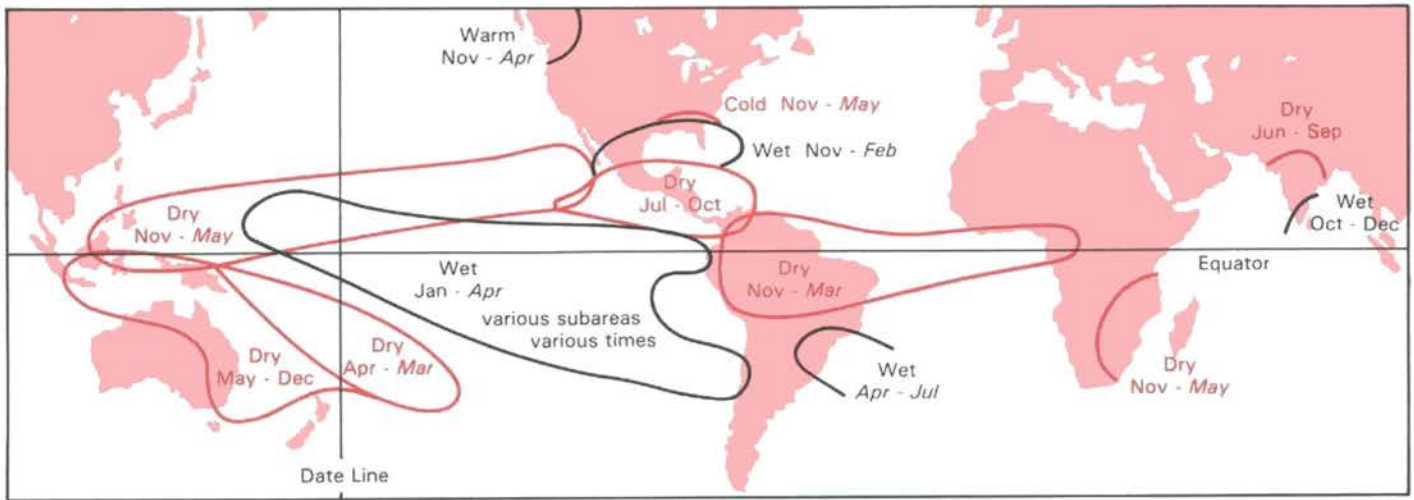 Warm
Nov - Apr
Cold Nov - May
Wet Nov - Feb
Dry
Jun - Sep
Dry
Jul - Oct
Wet
Oct - Dec
Dry
Nov - May
Equator
Wet
Jan - Apr
Dry
Nov - Mar
various subareas
various times
Dry
May - Dec
Dry
Apr - Mar
Wet
Apr - Jul
Dry
Nov - May
Date Line